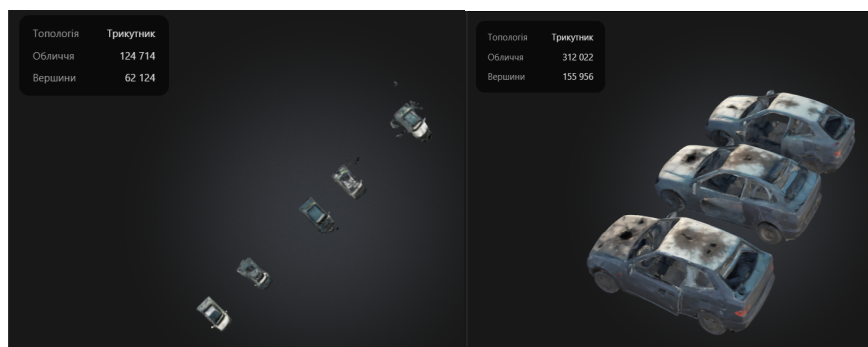 Топологія Трикутник
Обличчя 124 714
Вершини 62 124
Топологія Трикутник
Обличчя 312 022
Вершини 155 956